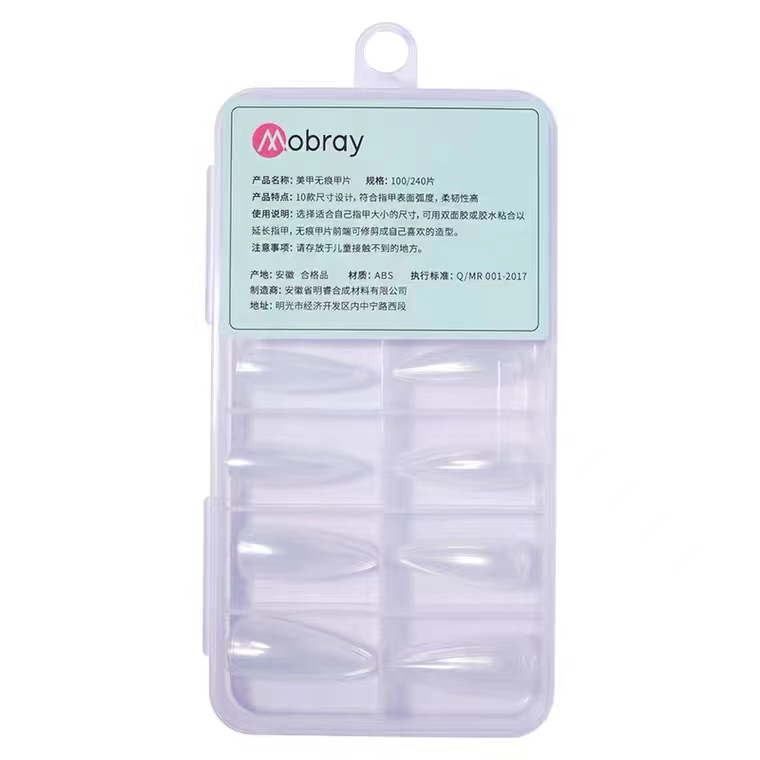 Mobray
产品名称：美甲无痕甲片 规格：100/240片
产品特点：10款尺寸设计，符合指甲表面弧度，柔韧性高
使用说明：选择适合自己指甲大小的尺寸，可用双面胶或胶水粘合以
延长指甲，无痕甲片前端可修剪成自己喜欢的造型。
注意事项：请存放于儿童接触不到的地方。
产地：安徽 合格品 材质：ABS 执行标准：Q/MR 001-2017
制造商：安徽省明睿合成材料有限公司
地址：明光市经济开发区内中宁路西段